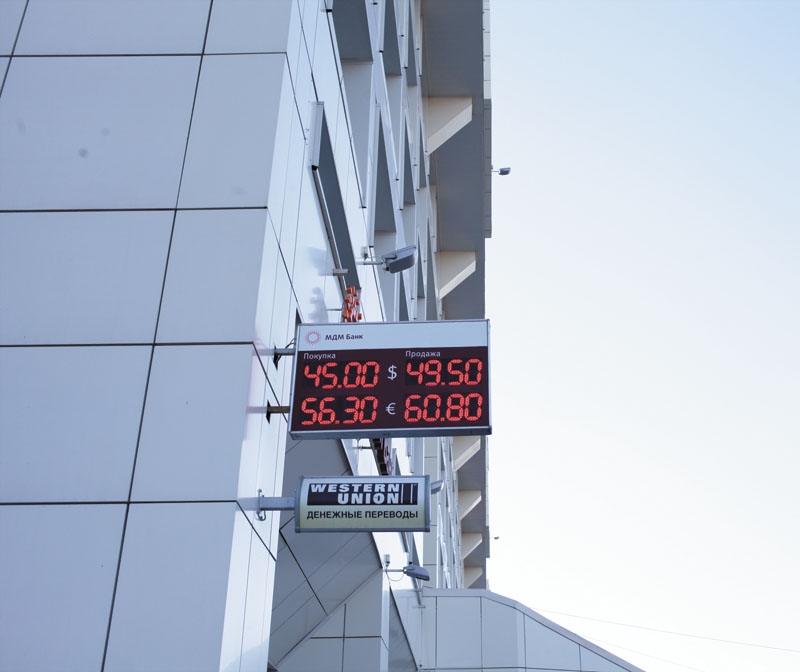 МДМ Банк
Покупка Продажа
45.00 $ 49.50
56.30 € 60.80
WESTERN
UNION
ДЕНЕЖНЫЕ ПЕРЕВОДЫ